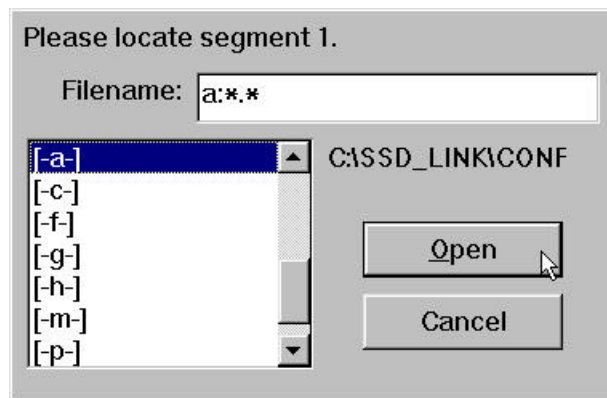 Please locate segment 1.
Filename: a:*.*
[-a-]
C:\SSD_LINK\CONF
[-c-]
[-f-]
[-g-]
Open
[-h-]
[-m-]
Cancel
[-p-]